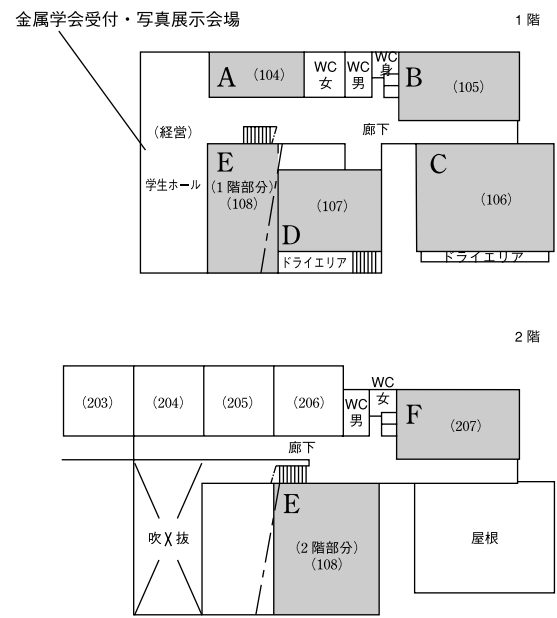 金属学会受付・写真展示会場
1 階
A (104)
WC
女
WC
男
WC
身
B (105)
(経営)
廊下
学生ホール
E
(1 階部分)
(108)
D
(107)
C
(106)
ドライエリア
ドライエリア
2 階
(203)
(204)
(205)
(206)
WC
男
WC
女
F
(207)
廊下
吹 抜
E
(2 階部分)
(108)
屋根